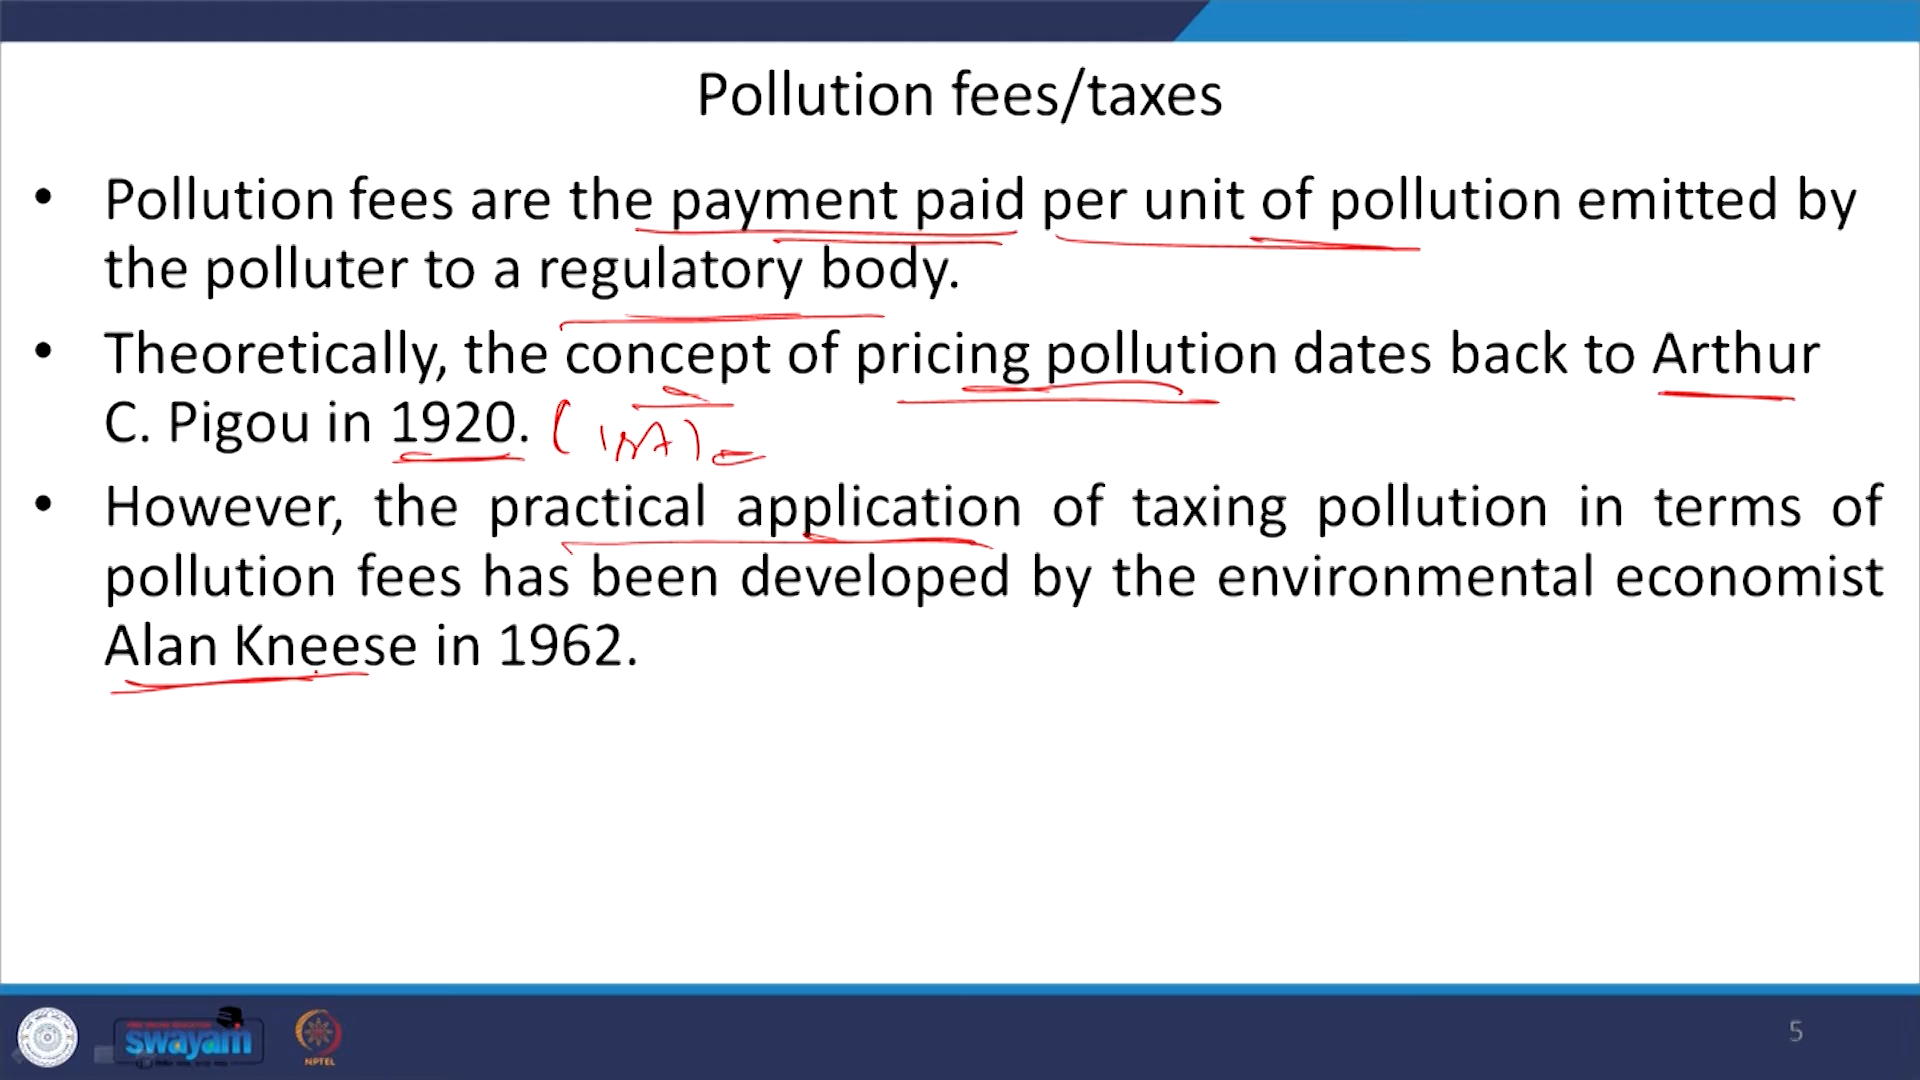 Pollution fees/taxes
• Pollution fees are the payment paid per unit of pollution emitted by
the polluter to a regulatory body.
• Theoretically, the concept of pricing pollution dates back to Arthur
C. Pigou in 1920.
• However, the practical application of taxing pollution in terms of
pollution fees has been developed by the environmental economist
Alan Kneese in 1962.
swayam
NPTEL
5